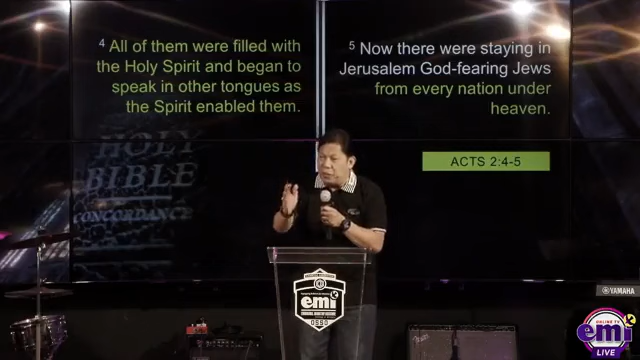 4 All of them were filled with
the Holy Spirit and began to
speak in other tongues as
the Spirit enabled them.
5 Now there were staying in
Jerusalem God-fearing Jews
from every nation under
heaven.
ACTS 2:4-5
HOLY
BIBLE
CONCORDANCE
emi
YAMAHA
ONLINE TV
emi
LIVE